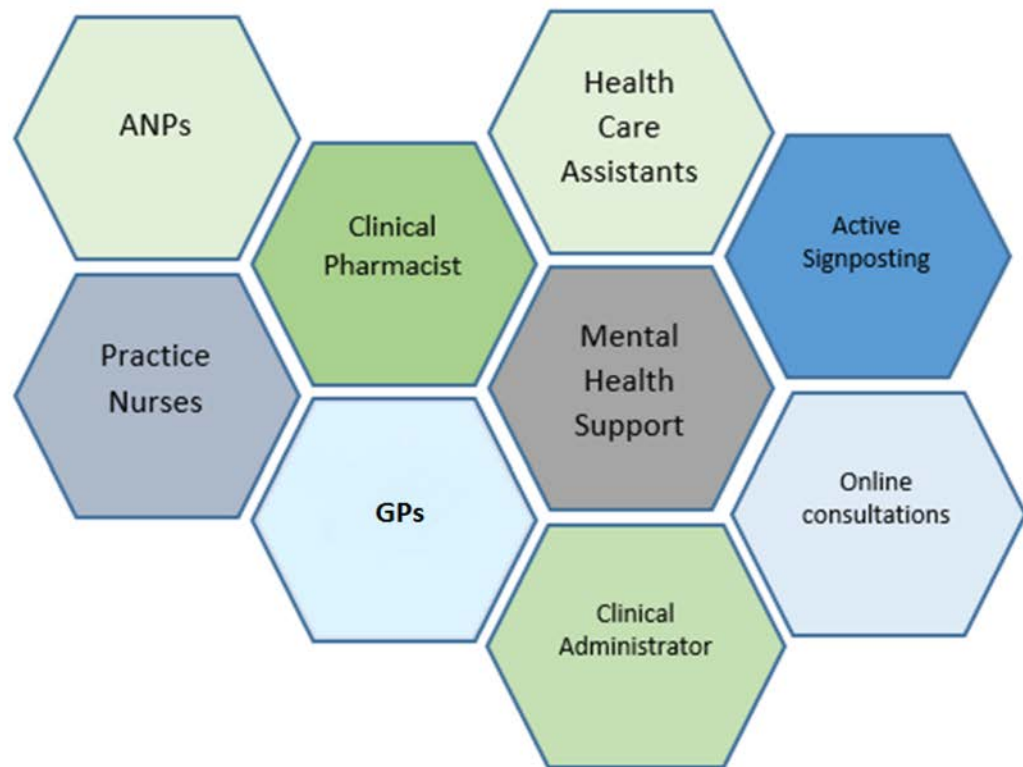 ANPs
Health
Care
Assistants
Clinical
Pharmacist
Active
Signposting
Practice
Nurses
Mental
Health
Support
GPs
Online
consultations
Clinical
Administrator